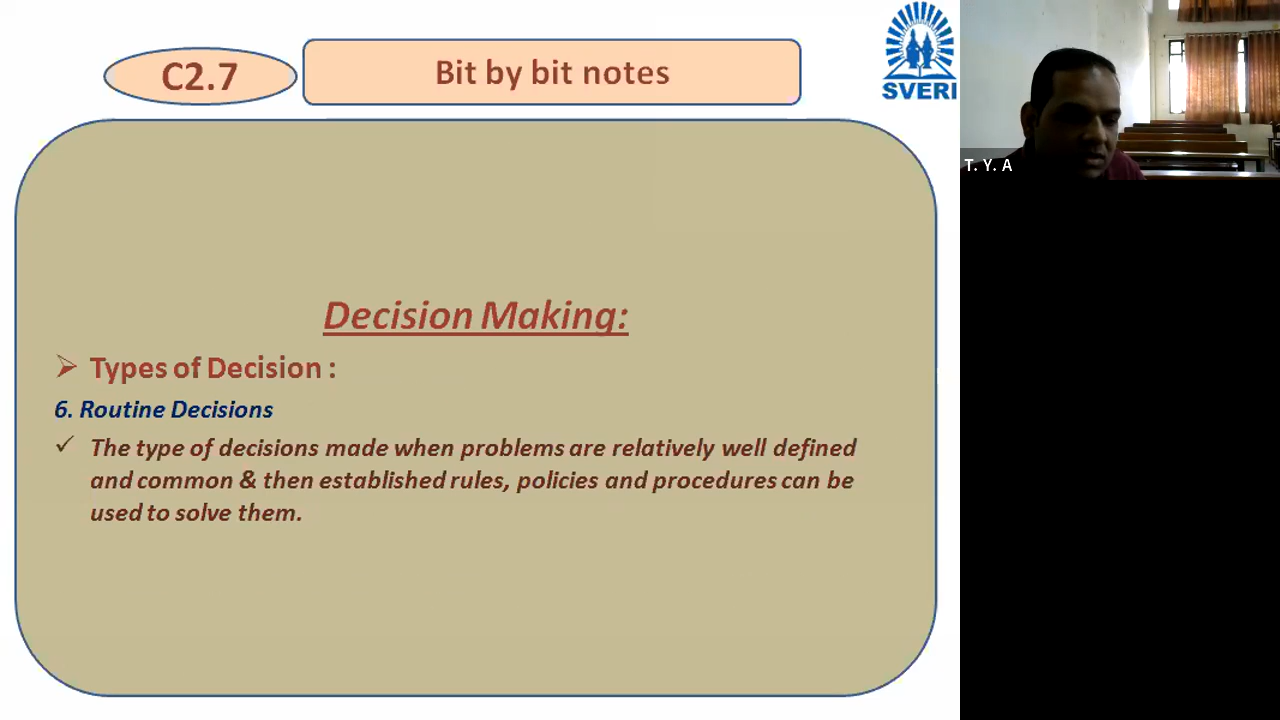 C2.7
Bit by bit notes
SVERI
T. Y. A
Decision Making:
Types of Decision :
6. Routine Decisions
The type of decisions made when problems are relatively well defined
and common & then established rules, policies and procedures can be
used to solve them.